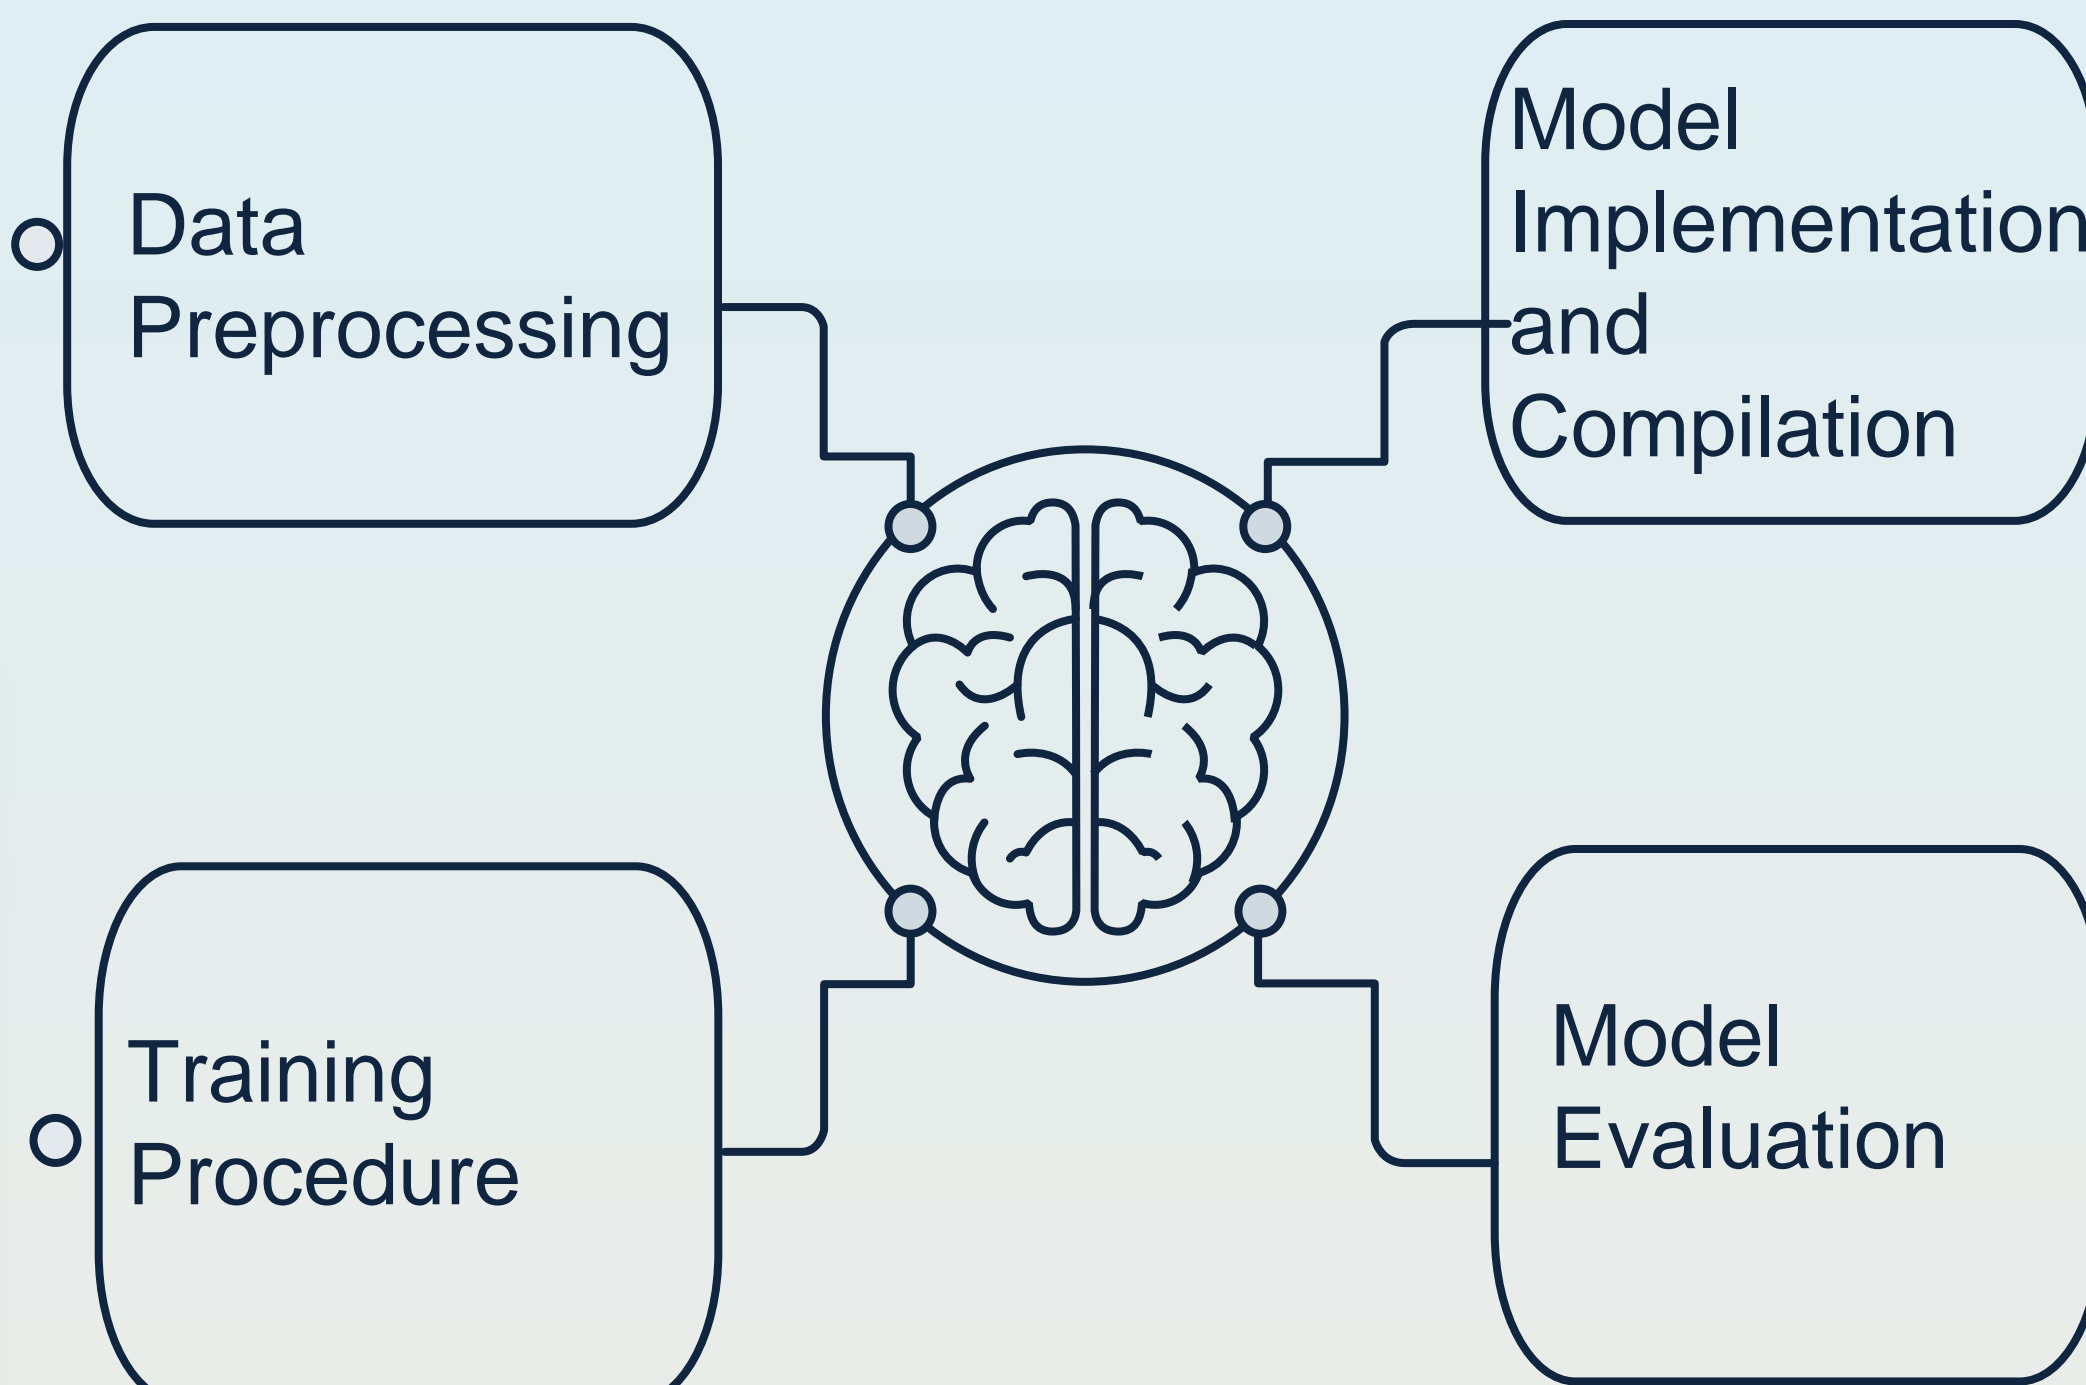 Data
Preprocessing
Model
Implementation
and
Compilation
Training
Procedure
Model
Evaluation